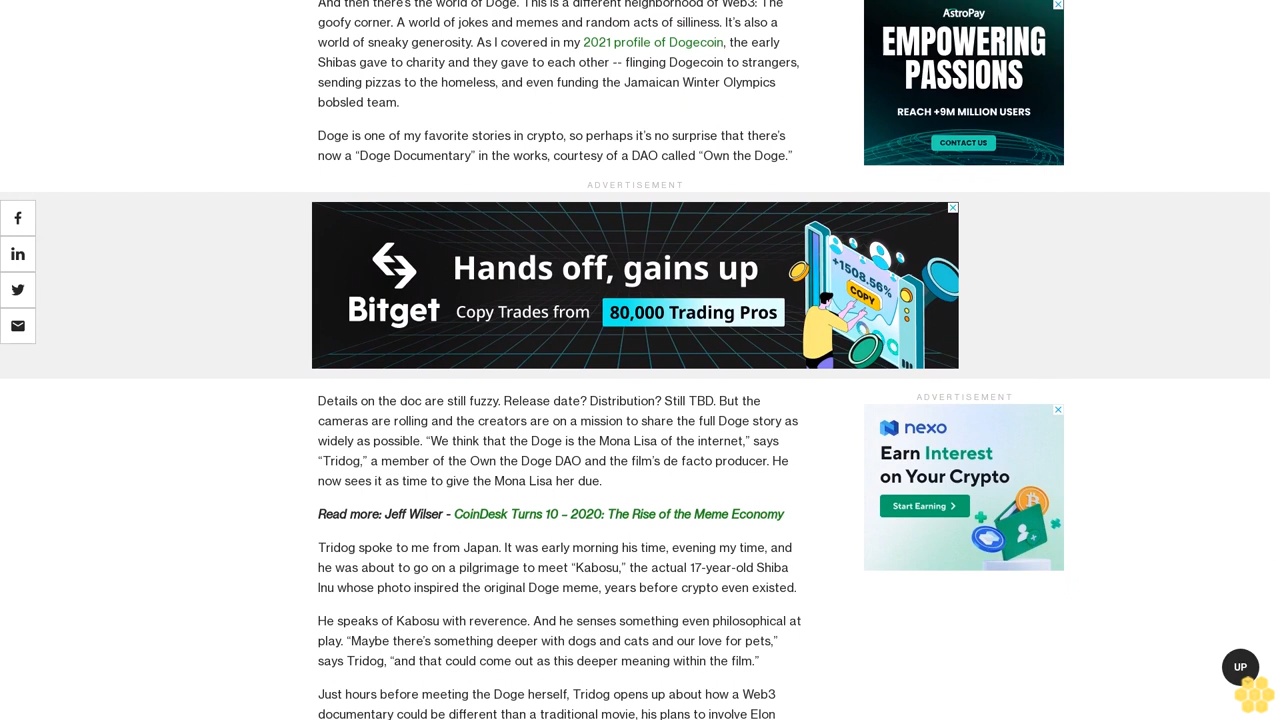 And then there's the world of Doge. This is a different neighborhood of Web3: The
goofy corner. A world of jokes and memes and random acts of silliness. It's also a
world of sneaky generosity. As I covered in my 2021 profile of Dogecoin, the early
Shibas gave to charity and they gave to each other -- flinging Dogecoin to strangers,
sending pizzas to the homeless, and even funding the Jamaican Winter Olympics
bobsled team.
Doge is one of my favorite stories in crypto, so perhaps it's no surprise that there's
now a “Doge Documentary” in the works, courtesy of a DAO called “Own the Doge.”
AstroPay
EMPOWERING
PASSIONS
REACH +9M MILLION USERS
CONTACT US
ADVERTISEMENT
Bitget
Hands off, gains up
Copy Trades from 80,000 Trading Pros
+1508.56%
COPY
Details on the doc are still fuzzy. Release date? Distribution? Still TBD. But the
cameras are rolling and the creators are on a mission to share the full Doge story as
widely as possible. “We think that the Doge is the Mona Lisa of the internet,” says
“Tridog,” a member of the Own the Doge DAO and the film's de facto producer. He
now sees it as time to give the Mona Lisa her due.
Read more: Jeff Wilser - CoinDesk Turns 10 – 2020: The Rise of the Meme Economy
Tridog spoke to me from Japan. It was early morning his time, evening my time, and
he was about to go on a pilgrimage to meet “Kabosu,” the actual 17-year-old Shiba
Inu whose photo inspired the original Doge meme, years before crypto even existed.
He speaks of Kabosu with reverence. And he senses something even philosophical at
play. “Maybe there's something deeper with dogs and cats and our love for pets,”
says Tridog, “and that could come out as this deeper meaning within the film.”
Just hours before meeting the Doge herself, Tridog opens up about how a Web3
documentary could be different than a traditional movie, his plans to involve Elon
ADVERTISEMENT
nexo
Earn Interest
on Your Crypto
Start Earning
UP